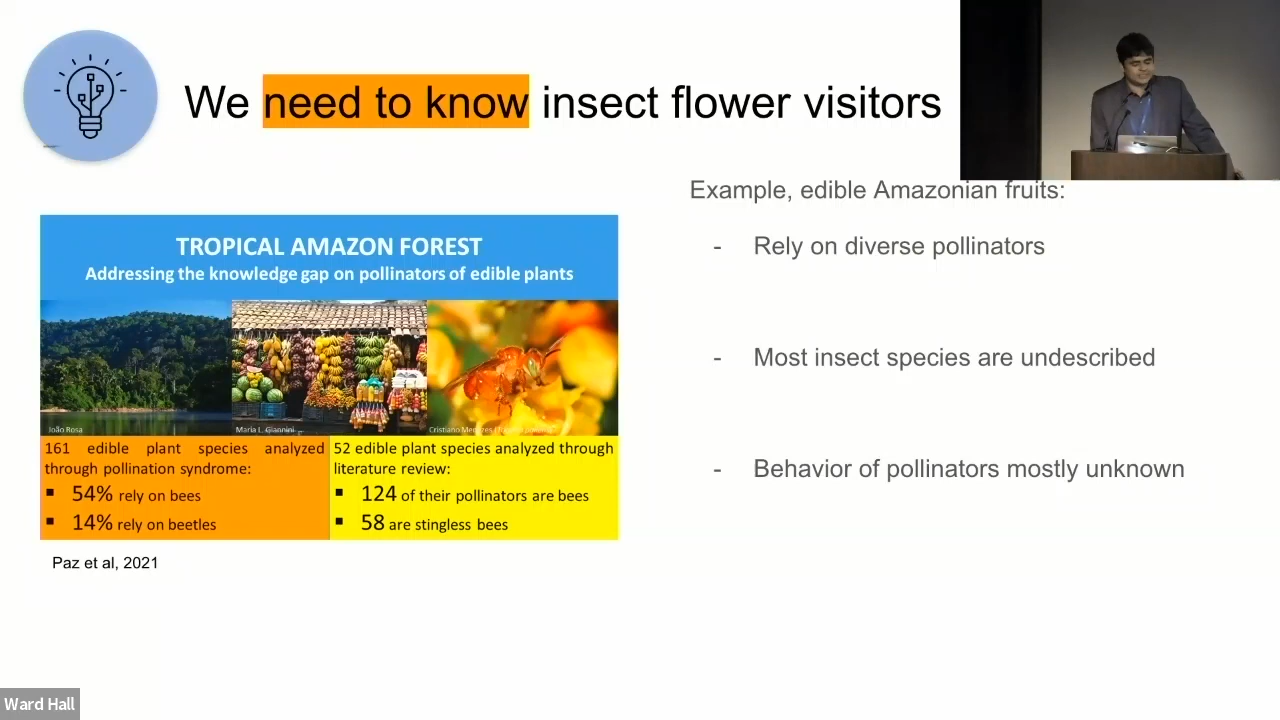 We need to know insect flower visitors
Example, edible Amazonian fruits:
- Rely on diverse pollinators
- Most insect species are undescribed
- Behavior of pollinators mostly unknown
TROPICAL AMAZON FOREST
Addressing the knowledge gap on pollinators of edible plants
João Rosa
Maria L. Giannini
Cristiano Menezes
161 edible plant species analyzed
through pollination syndrome:
▪ 54% rely on bees
▪ 14% rely on beetles
52 edible plant species analyzed through
literature review:
▪ 124 of their pollinators are bees
▪ 58 are stingless bees
Paz et al, 2021
Ward Hall